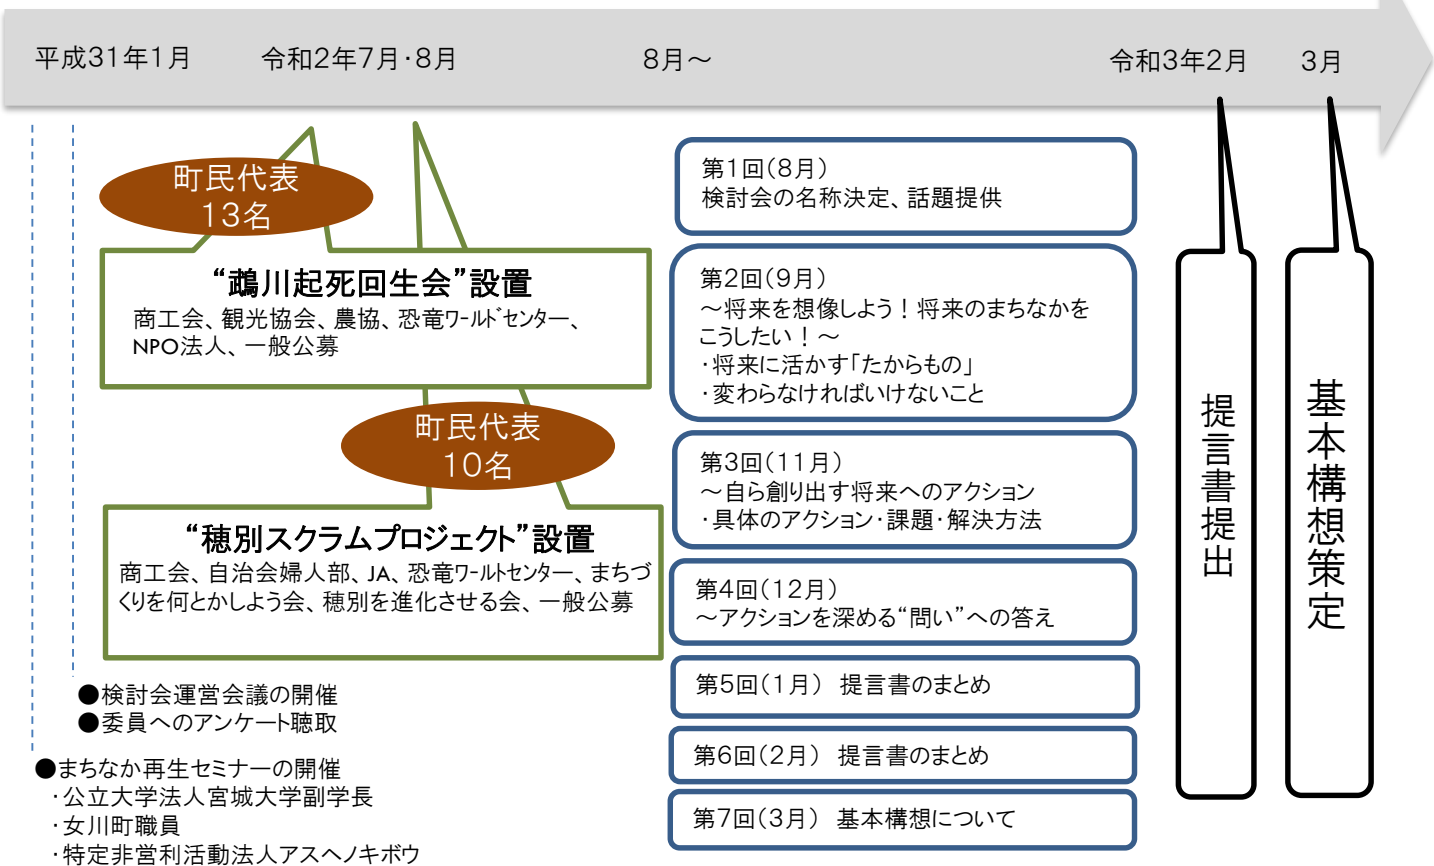 平成31年1月　令和2年7月・8月　8月～　令和3年2月　3月
町民代表
13名
“鵡川起死回生会”設置
商工会、観光協会、農協、恐竜ﾜｰﾙﾄﾞセンター、
NPO法人、一般公募
町民代表
10名
“穂別スクラムプロジェクト”設置
商工会、自治会婦人部、JA、恐竜ﾜｰﾙﾄセンター、まちづ
くりを何とかしよう会、穂別を進化させる会、一般公募
●検討会運営会議の開催
●委員へのアンケート聴取
●まちなか再生セミナーの開催
・公立大学法人宮城大学副学長
・女川町職員
・特定非営利活動法人アスヘノキボウ
第1回(8月)
検討会の名称決定、話題提供
第2回(9月)
～将来を想像しよう！将来のまちなかを
こうしたい！～
・将来に活かす「たからもの」
・変わらなければいけないこと
第3回(11月)
～自ら創り出す将来へのアクション
・具体のアクション・課題・解決方法
第4回(12月)
～アクションを深める“問い”への答え
第5回(1月)　提言書のまとめ
第6回(2月)　提言書のまとめ
第7回(3月)　基本構想について
提言書提出
基本構想策定